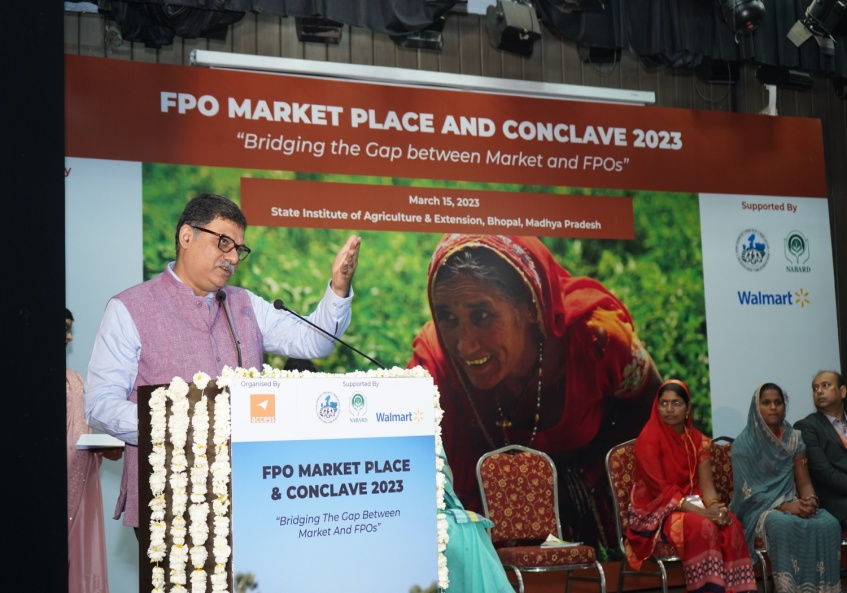 FPO MARKET PLACE AND CONCLAVE 2023
“Bridging the Gap between Market and FPOs”
March 15, 2023
State Institute of Agriculture & Extension, Bhopal, Madhya Pradesh
Supported By
NABARD
Walmart
Organised By
Supported By
access
NABARD
Walmart
FPO MARKET PLACE
& CONCLAVE 2023
“Bridging The Gap Between
Market And FPOs”